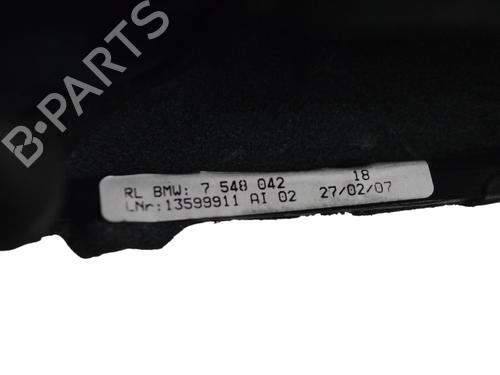 B-PARTS
18
RL BMW: 7 548 042 27/02/07
LNr:13599911 AI 02